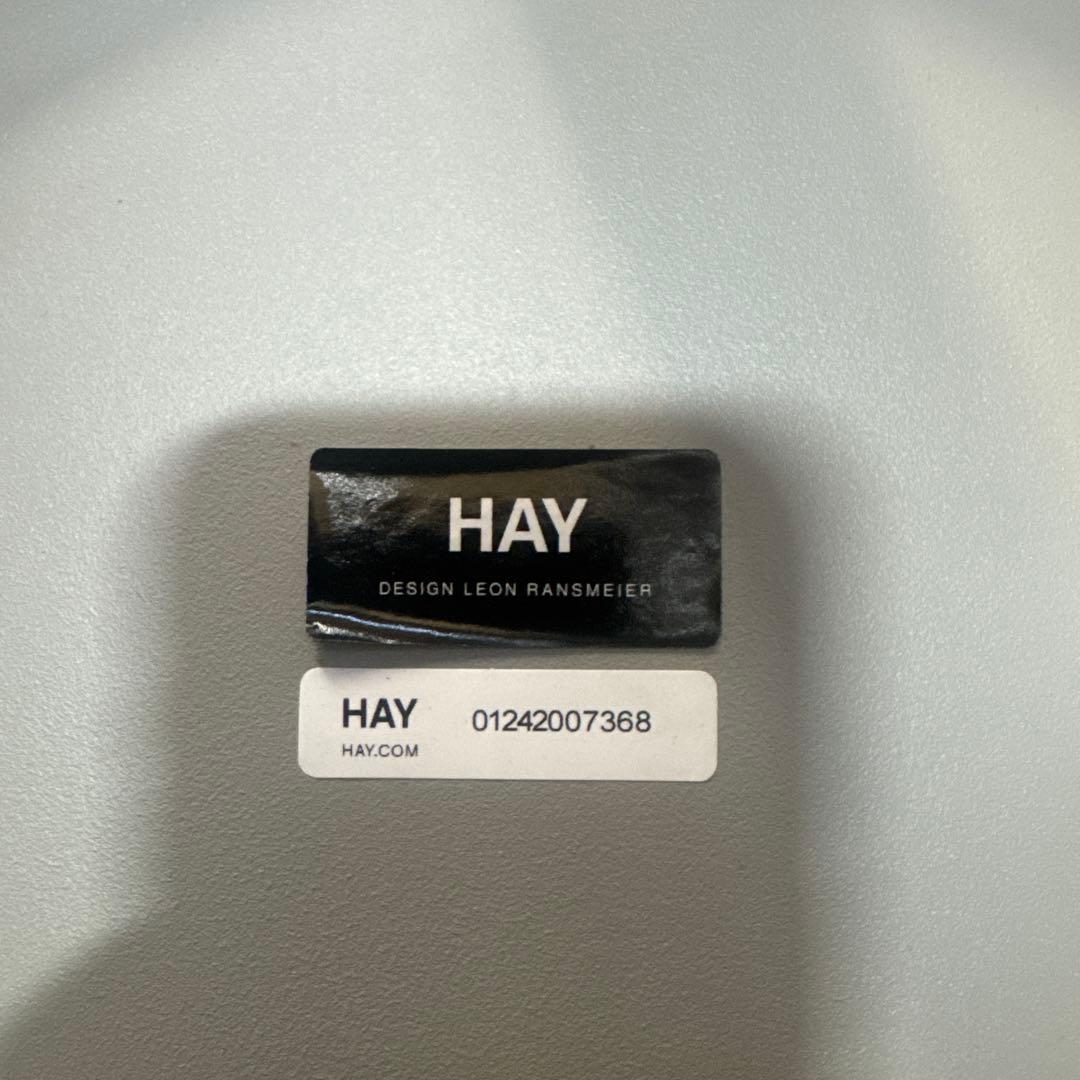 HAY
DESIGN LEON RANSMEIER
HAY 01242007368
HAY.COM